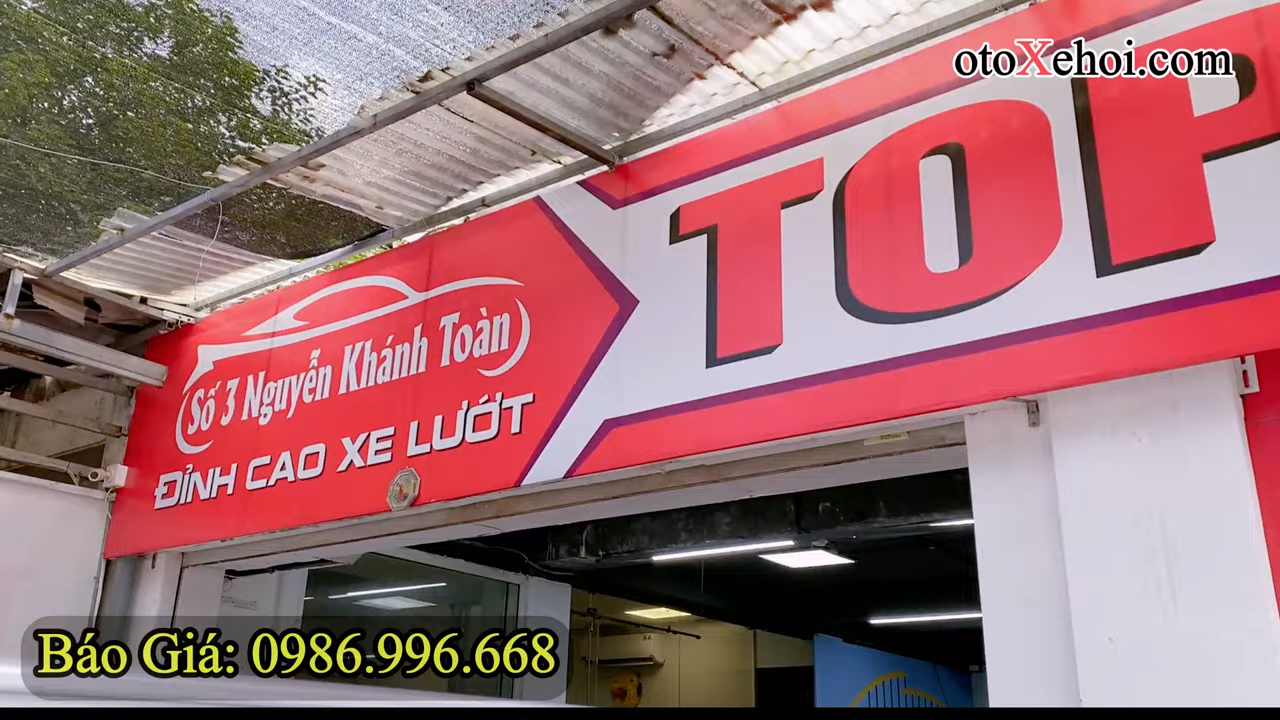 otoXehoi.com
TOP
Số 3 Nguyễn Khánh Toàn
ĐỈNH CAO XE LƯỚT
Báo Giá: 0986.996.668